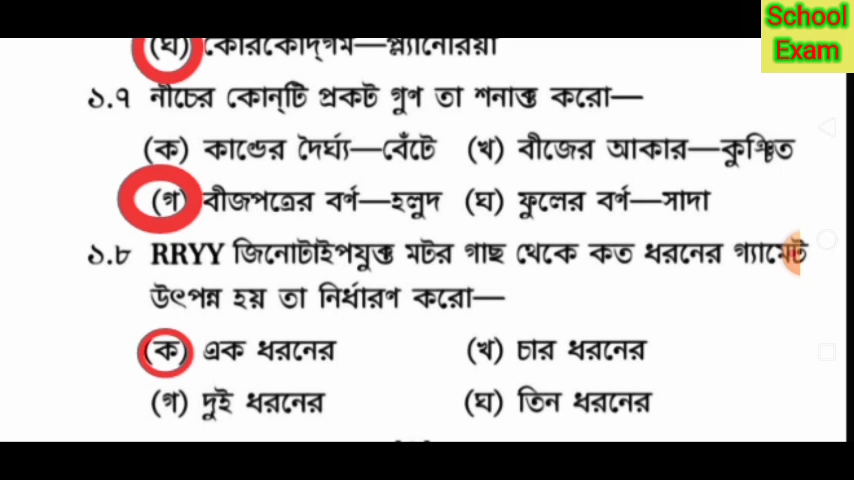 School
Exam
(ঘ) কোরকোদ্‌গম—প্ল্যানেরিয়া
১.৭ নীচের কোন্‌টি প্রকট গুণ তা শনাক্ত করো—
(ক) কাণ্ডের দৈর্ঘ্য—বেঁটে (খ) বীজের আকার—কুঞ্চিত
(গ) বীজপত্রের বর্ণ—হলুদ (ঘ) ফুলের বর্ণ—সাদা
১.৮ RRYY জিনোটাইপযুক্ত মটর গাছ থেকে কত ধরনের গ্যামেট
উৎপন্ন হয় তা নির্ধারণ করো—
(ক) এক ধরনের (খ) চার ধরনের
(গ) দুই ধরনের (ঘ) তিন ধরনের